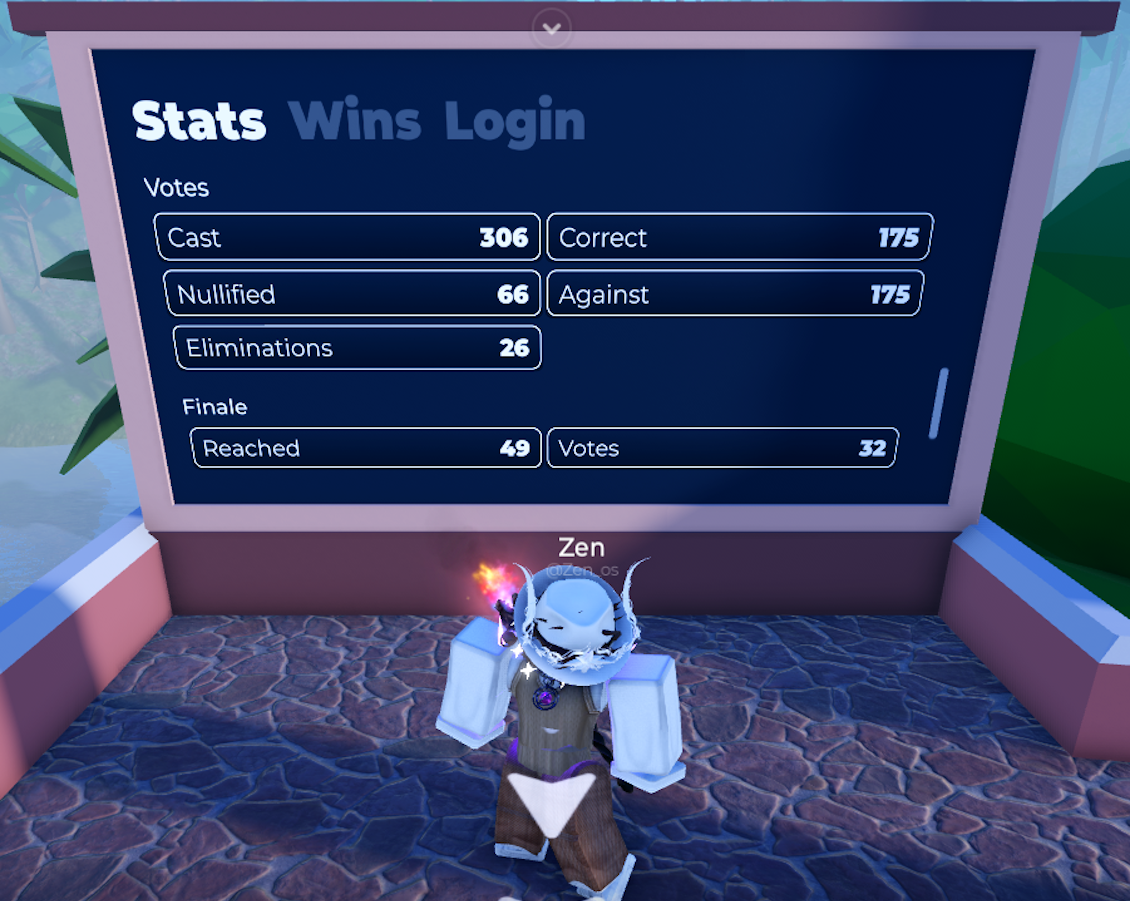 Stats Wins Login
Votes
Cast 306 Correct 175
Nullified 66 Against 175
Eliminations 26
Finale
Reached 49 Votes 32
Zen
@Zen_os